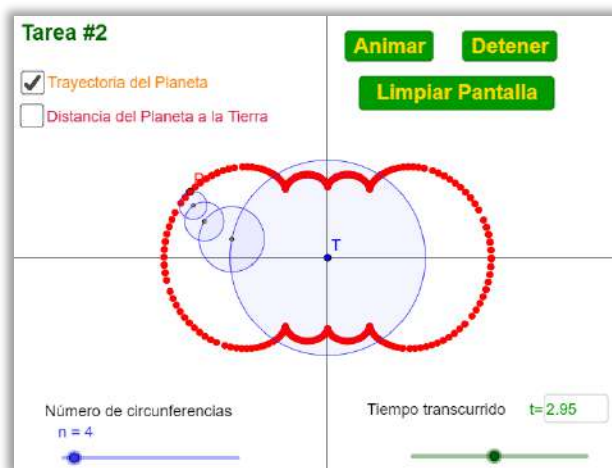 Tarea #2
Animar
Detener
Limpiar Pantalla
Trayectoria del Planeta
Distancia del Planeta a la Tierra
P
T
Número de circunferencias
n = 4
Tiempo transcurrido
t= 2.95